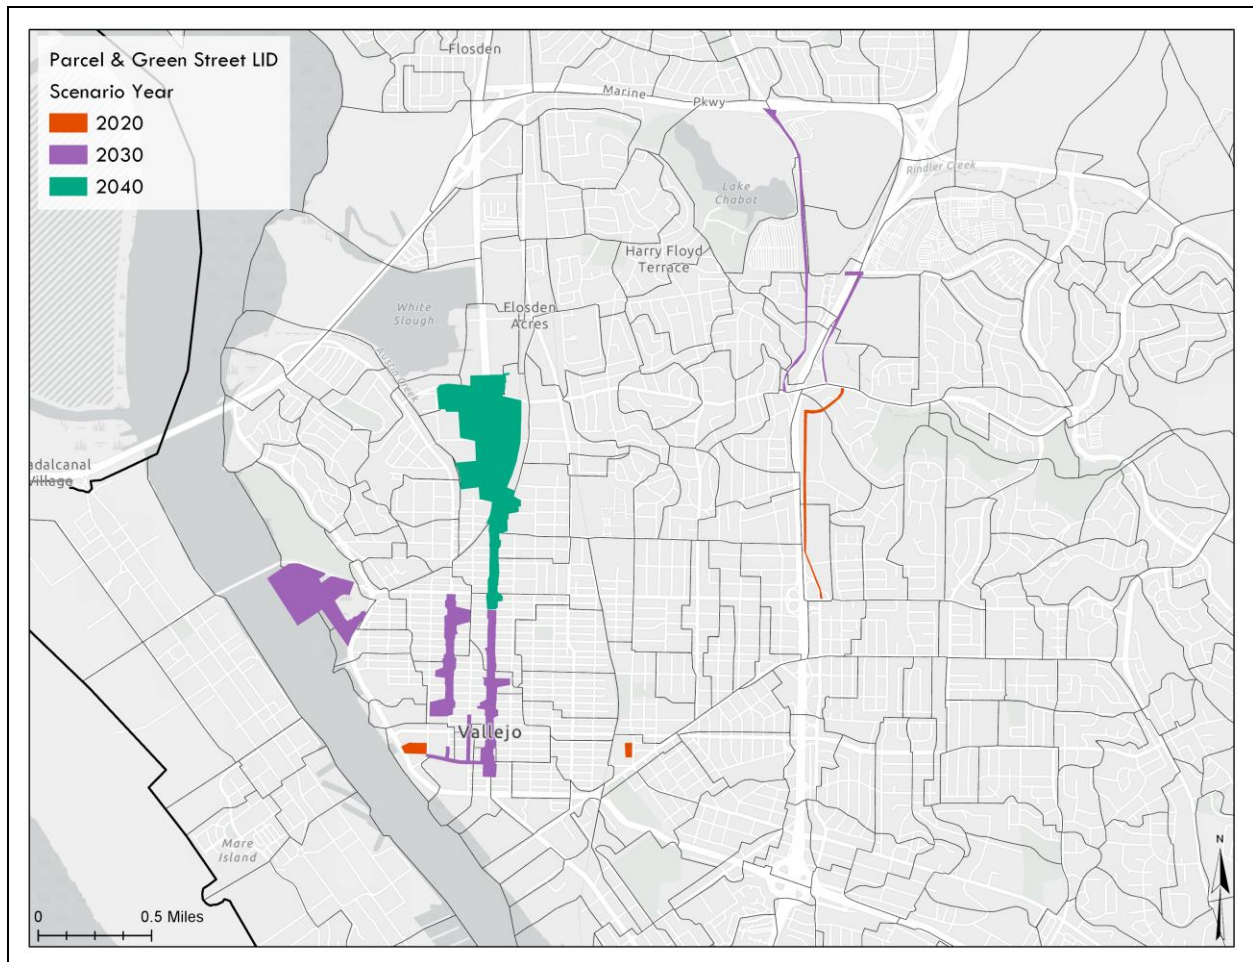 Parcel & Green Street LID
Scenario Year
2020
2030
2040
Flosden
Marine Pkwy
Rindler Creek
Lake
Chabot
Harry Floyd
Terrace
White
Slough
Flosden
Acres
Austin Creek
adalcanal
Village
Vallejo
Mare
Island
N
0 0.5 Miles